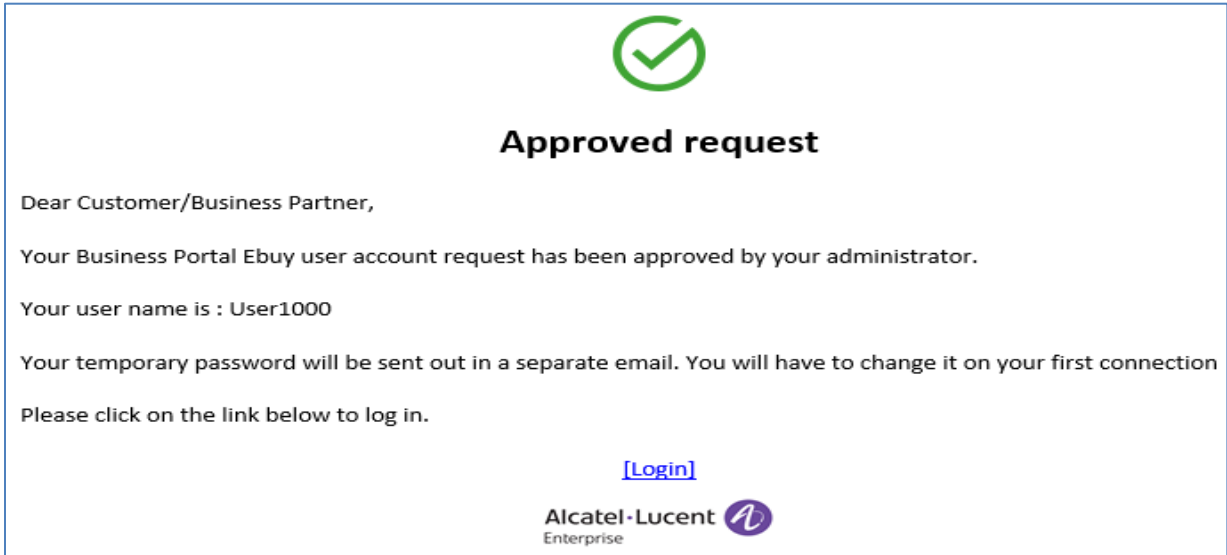 Approved request
Dear Customer/Business Partner,
Your Business Portal Ebuy user account request has been approved by your administrator.
Your user name is : User1000
Your temporary password will be sent out in a separate email. You will have to change it on your first connection
Please click on the link below to log in.
[Login]
Alcatel·Lucent
Enterprise